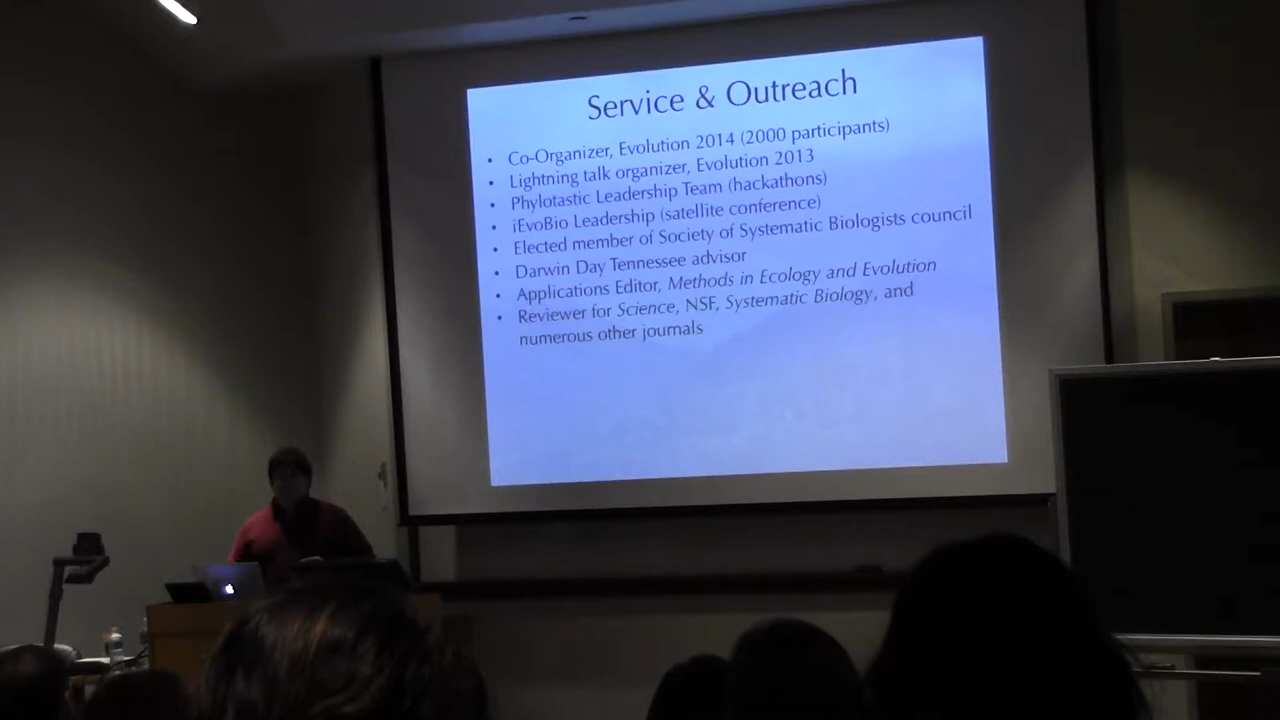 Service & Outreach
• Co-Organizer, Evolution 2014 (2000 participants)
• Lightning talk organizer, Evolution 2013
• Phylotastic Leadership Team (hackathons)
• iEvoBio Leadership (satellite conference)
• Elected member of Society of Systematic Biologists council
• Darwin Day Tennessee advisor
• Applications Editor, Methods in Ecology and Evolution
• Reviewer for Science, NSF, Systematic Biology, and
numerous other journals